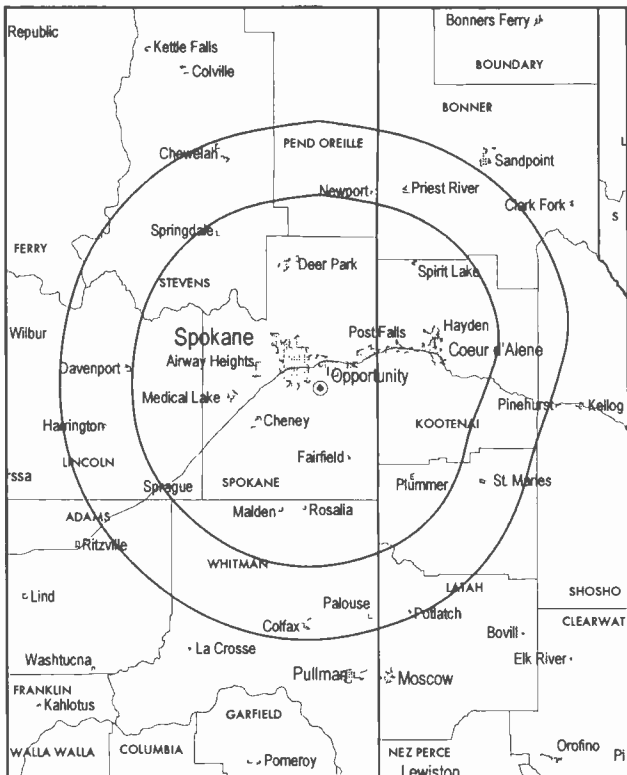 Bonners Ferry
Republic
Kettle Falls
BOUNDARY
Colville
BONNER
PEND OREILLE
Chewelah
Sandpoint
Newport
Priest River
Clark Fork
L
S
Springdale
FERRY
Deer Park
Spirit Lake
STEVENS
Wilbur
Spokane
Post Falls
Hayden
Airway Heights
Coeur d'Alene
Davenport
Opportunity
Medical Lake
Pinehurst
Kellog
Harrington
Cheney
KOOTENAI
LINCOLN
Fairfield
rssa
Sprague
SPOKANE
Plummer
St. Maries
Malden
Rosalia
ADAMS
Ritzville
WHITMAN
LATAH
SHOSHO
Lind
Palouse
Potlatch
CLEARWAT
Colfax
Bovill
La Crosse
Elk River
Washtucna
Pullman
Moscow
FRANKLIN
Kahlotus
GARFIELD
WALLA WALLA
COLUMBIA
Pomeroy
NEZ PERCE
Orofino
Pi
Lewiston